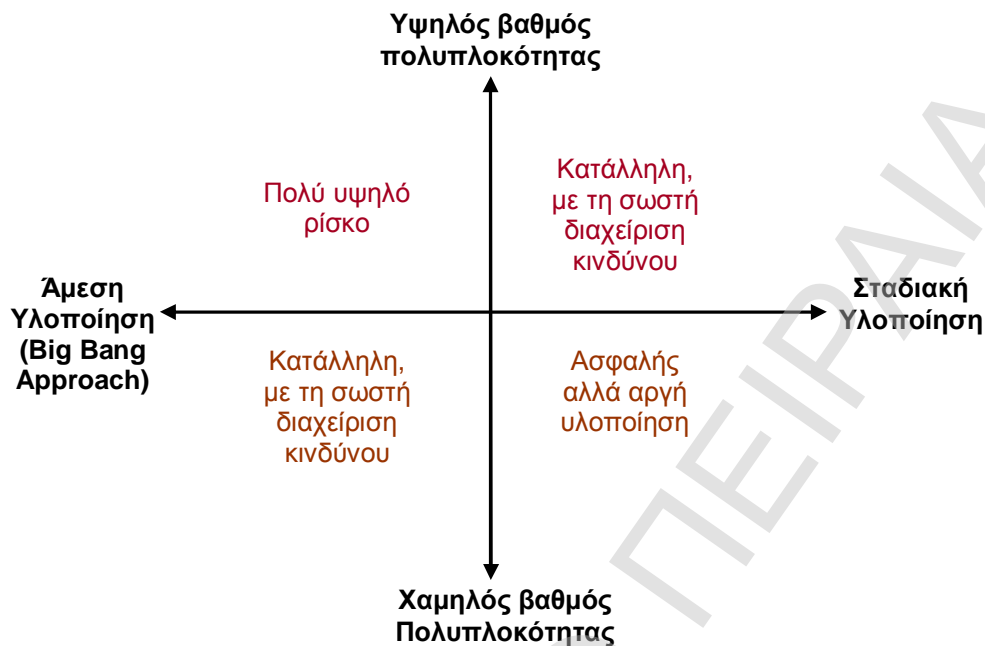 Υψηλός βαθμός
πολυπλοκότητας
Πολύ υψηλό
ρίσκο
Κατάλληλη,
με τη σωστή
διαχείριση
κινδύνου
Άμεση
Υλοποίηση
(Big Bang
Approach)
Σταδιακή
Υλοποίηση
Κατάλληλη,
με τη σωστή
διαχείριση
κινδύνου
Ασφαλής
αλλά αργή
υλοποίηση
Χαμηλός βαθμός
Πολυπλοκότητας